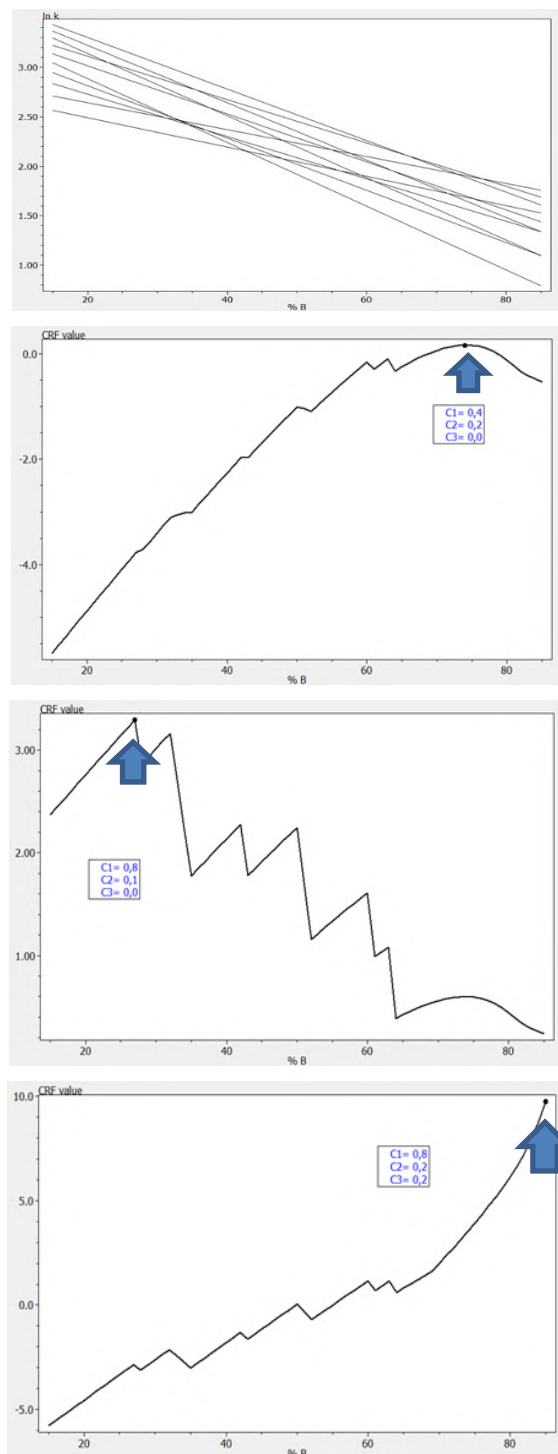 ln k
3.00
2.50
2.00
1.50
1.00
20 40 60 80
% B
CRF value
0.0
-2.0
-4.0
C1= 0,4
C2= 0,2
C3= 0,0
20 40 60 80
% B
CRF value
3.00
2.00
1.00
C1= 0,8
C2= 0,1
C3= 0,0
20 40 60 80
% B
CRF value
10.0
5.0
0.0
-5.0
C1= 0,8
C2= 0,2
C3= 0,2
20 40 60 80
% B